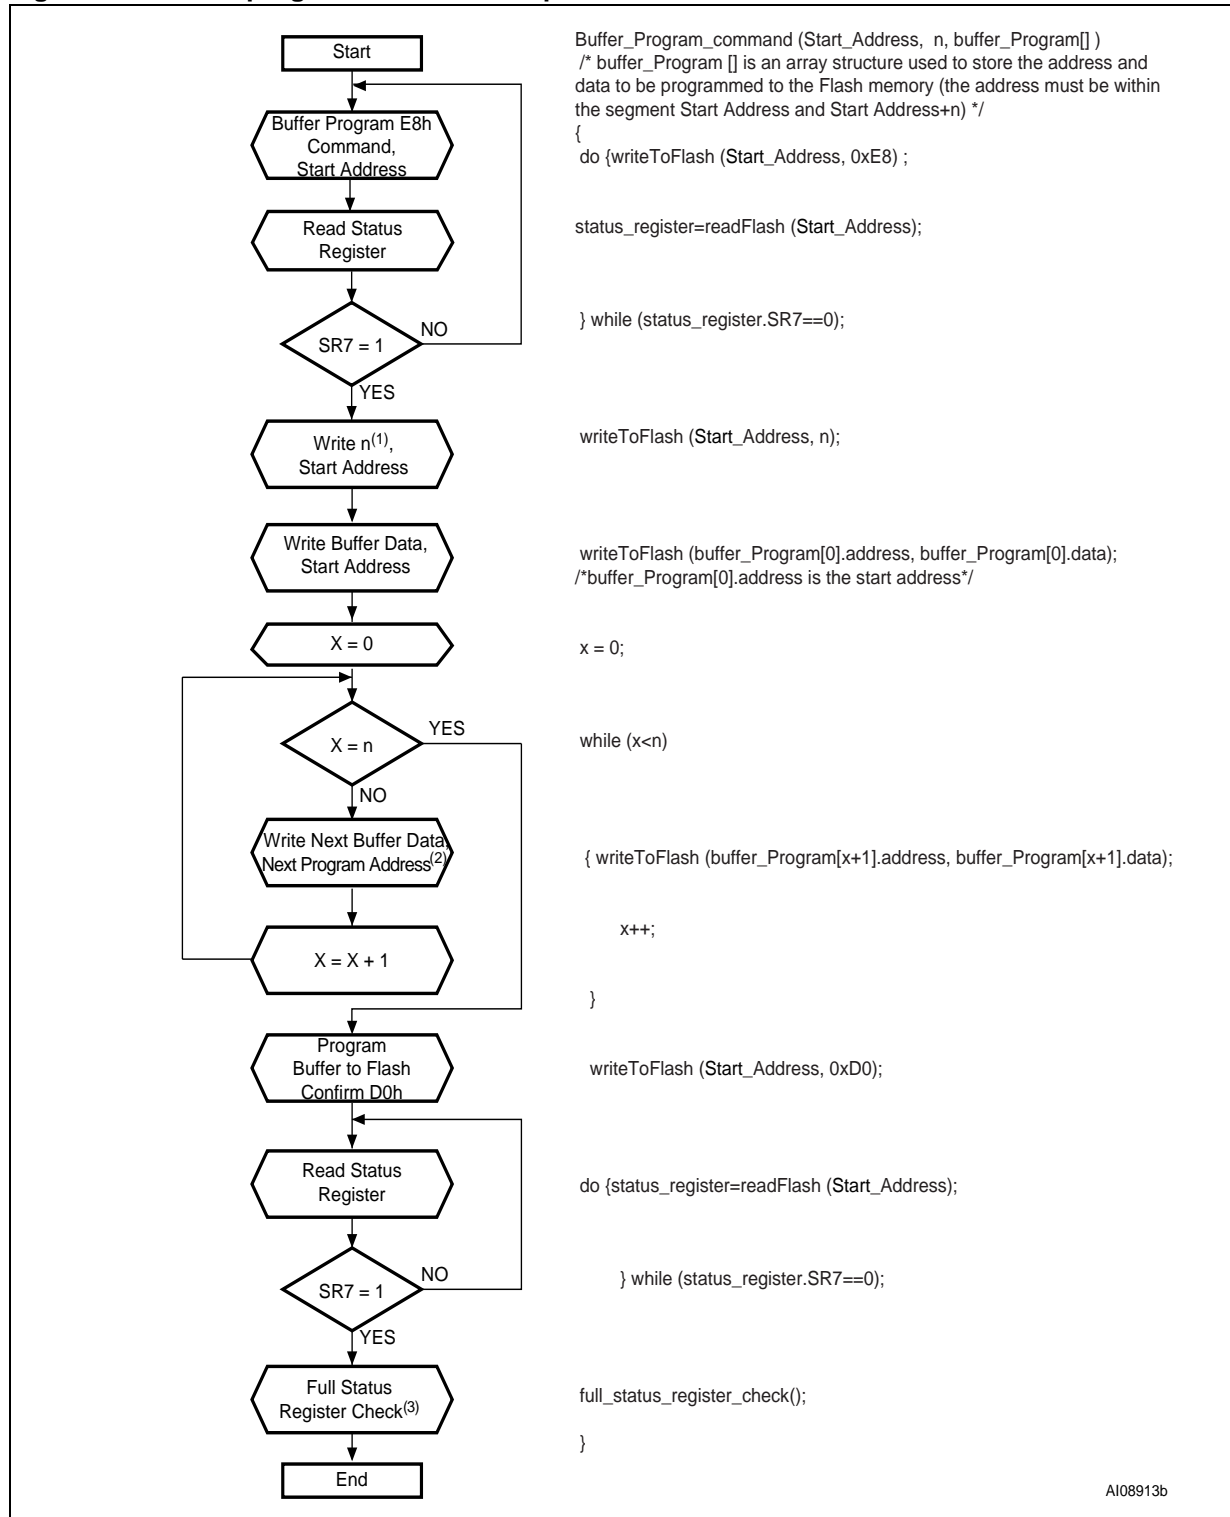 Start
Buffer Program E8h
Command,
Start Address
Read Status
Register
SR7 = 1
NO
YES
Write n(1),
Start Address
Write Buffer Data,
Start Address
X = 0
X = n
YES
NO
Write Next Buffer Data,
Next Program Address(2)
X = X + 1
Program
Buffer to Flash
Confirm D0h
Read Status
Register
SR7 = 1
NO
YES
Full Status
Register Check(3)
End
Buffer_Program_command (Start_Address, n, buffer_Program[] )
/* buffer_Program [] is an array structure used to store the address and
data to be programmed to the Flash memory (the address must be within
the segment Start Address and Start Address+n) */
{
do {writeToFlash (Start_Address, 0xE8) ;
status_register=readFlash (Start_Address);
} while (status_register.SR7==0);
writeToFlash (Start_Address, n);
writeToFlash (buffer_Program[0].address, buffer_Program[0].data);
/*buffer_Program[0].address is the start address*/
x = 0;
while (x<n)
{ writeToFlash (buffer_Program[x+1].address, buffer_Program[x+1].data);
x++;
}
writeToFlash (Start_Address, 0xD0);
do {status_register=readFlash (Start_Address);
} while (status_register.SR7==0);
full_status_register_check();
}
AI08913b